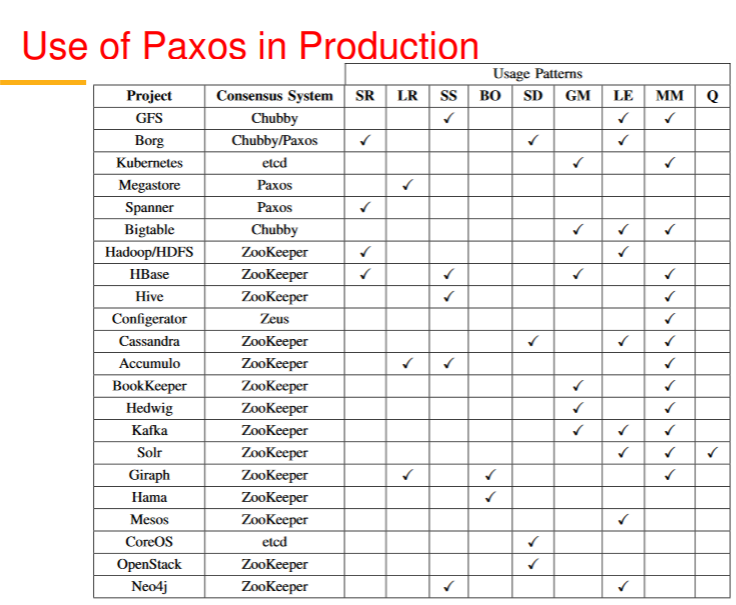 Use of Paxos in Production
Usage Patterns
Project Consensus System SR LR SS BO SD GM LE MM Q
GFS Chubby ✓ ✓ ✓
Borg Chubby/Paxos ✓ ✓ ✓
Kubernetes etcd ✓ ✓
Megastore Paxos ✓
Spanner Paxos ✓
Bigtable Chubby ✓ ✓ ✓
Hadoop/HDFS ZooKeeper ✓ ✓
HBase ZooKeeper ✓ ✓ ✓ ✓
Hive ZooKeeper ✓ ✓
Configerator Zeus ✓
Cassandra ZooKeeper ✓ ✓ ✓
Accumulo ZooKeeper ✓ ✓ ✓
BookKeeper ZooKeeper ✓ ✓
Hedwig ZooKeeper ✓ ✓
Kafka ZooKeeper ✓ ✓ ✓
Solr ZooKeeper ✓ ✓ ✓
Giraph ZooKeeper ✓ ✓ ✓
Hama ZooKeeper ✓
Mesos ZooKeeper ✓
CoreOS etcd ✓
OpenStack ZooKeeper ✓
Neo4j ZooKeeper ✓ ✓